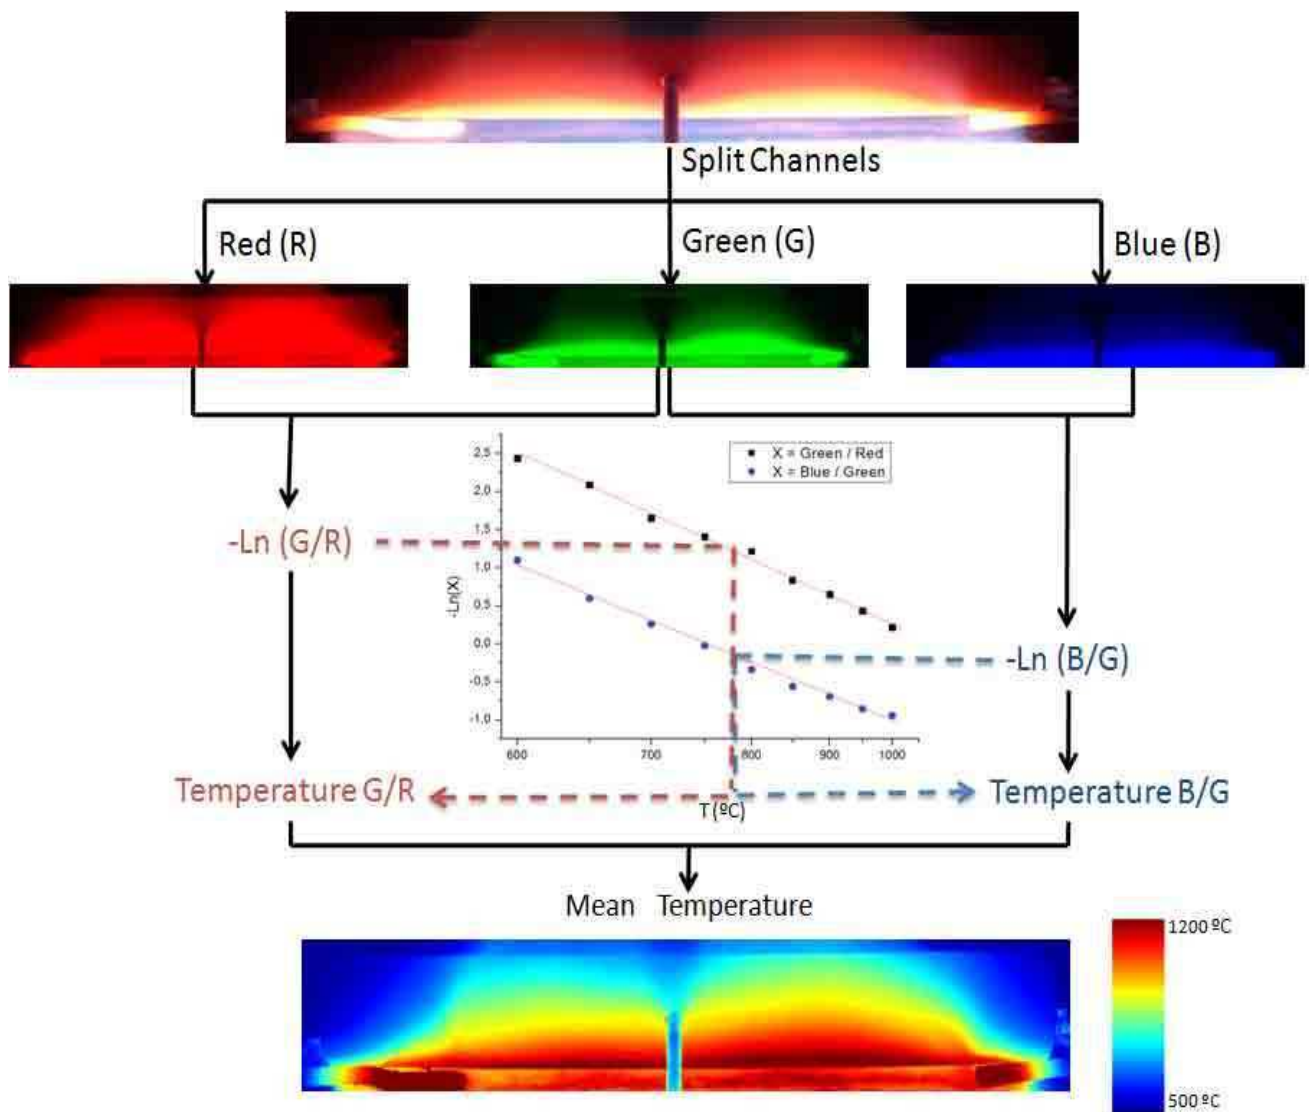 Split Channels
Red (R)
Green (G)
Blue (B)
X = Green / Red
X = Blue / Green
2.5
2.0
1.5
1.0
0.5
0.0
-0.5
-1.0
-Ln(X)
-Ln (G/R)
-Ln (B/G)
600
700
800
900
1000
Temperature G/R
Temperature B/G
T(ºC)
Mean Temperature
1200 ºC
500 ºC